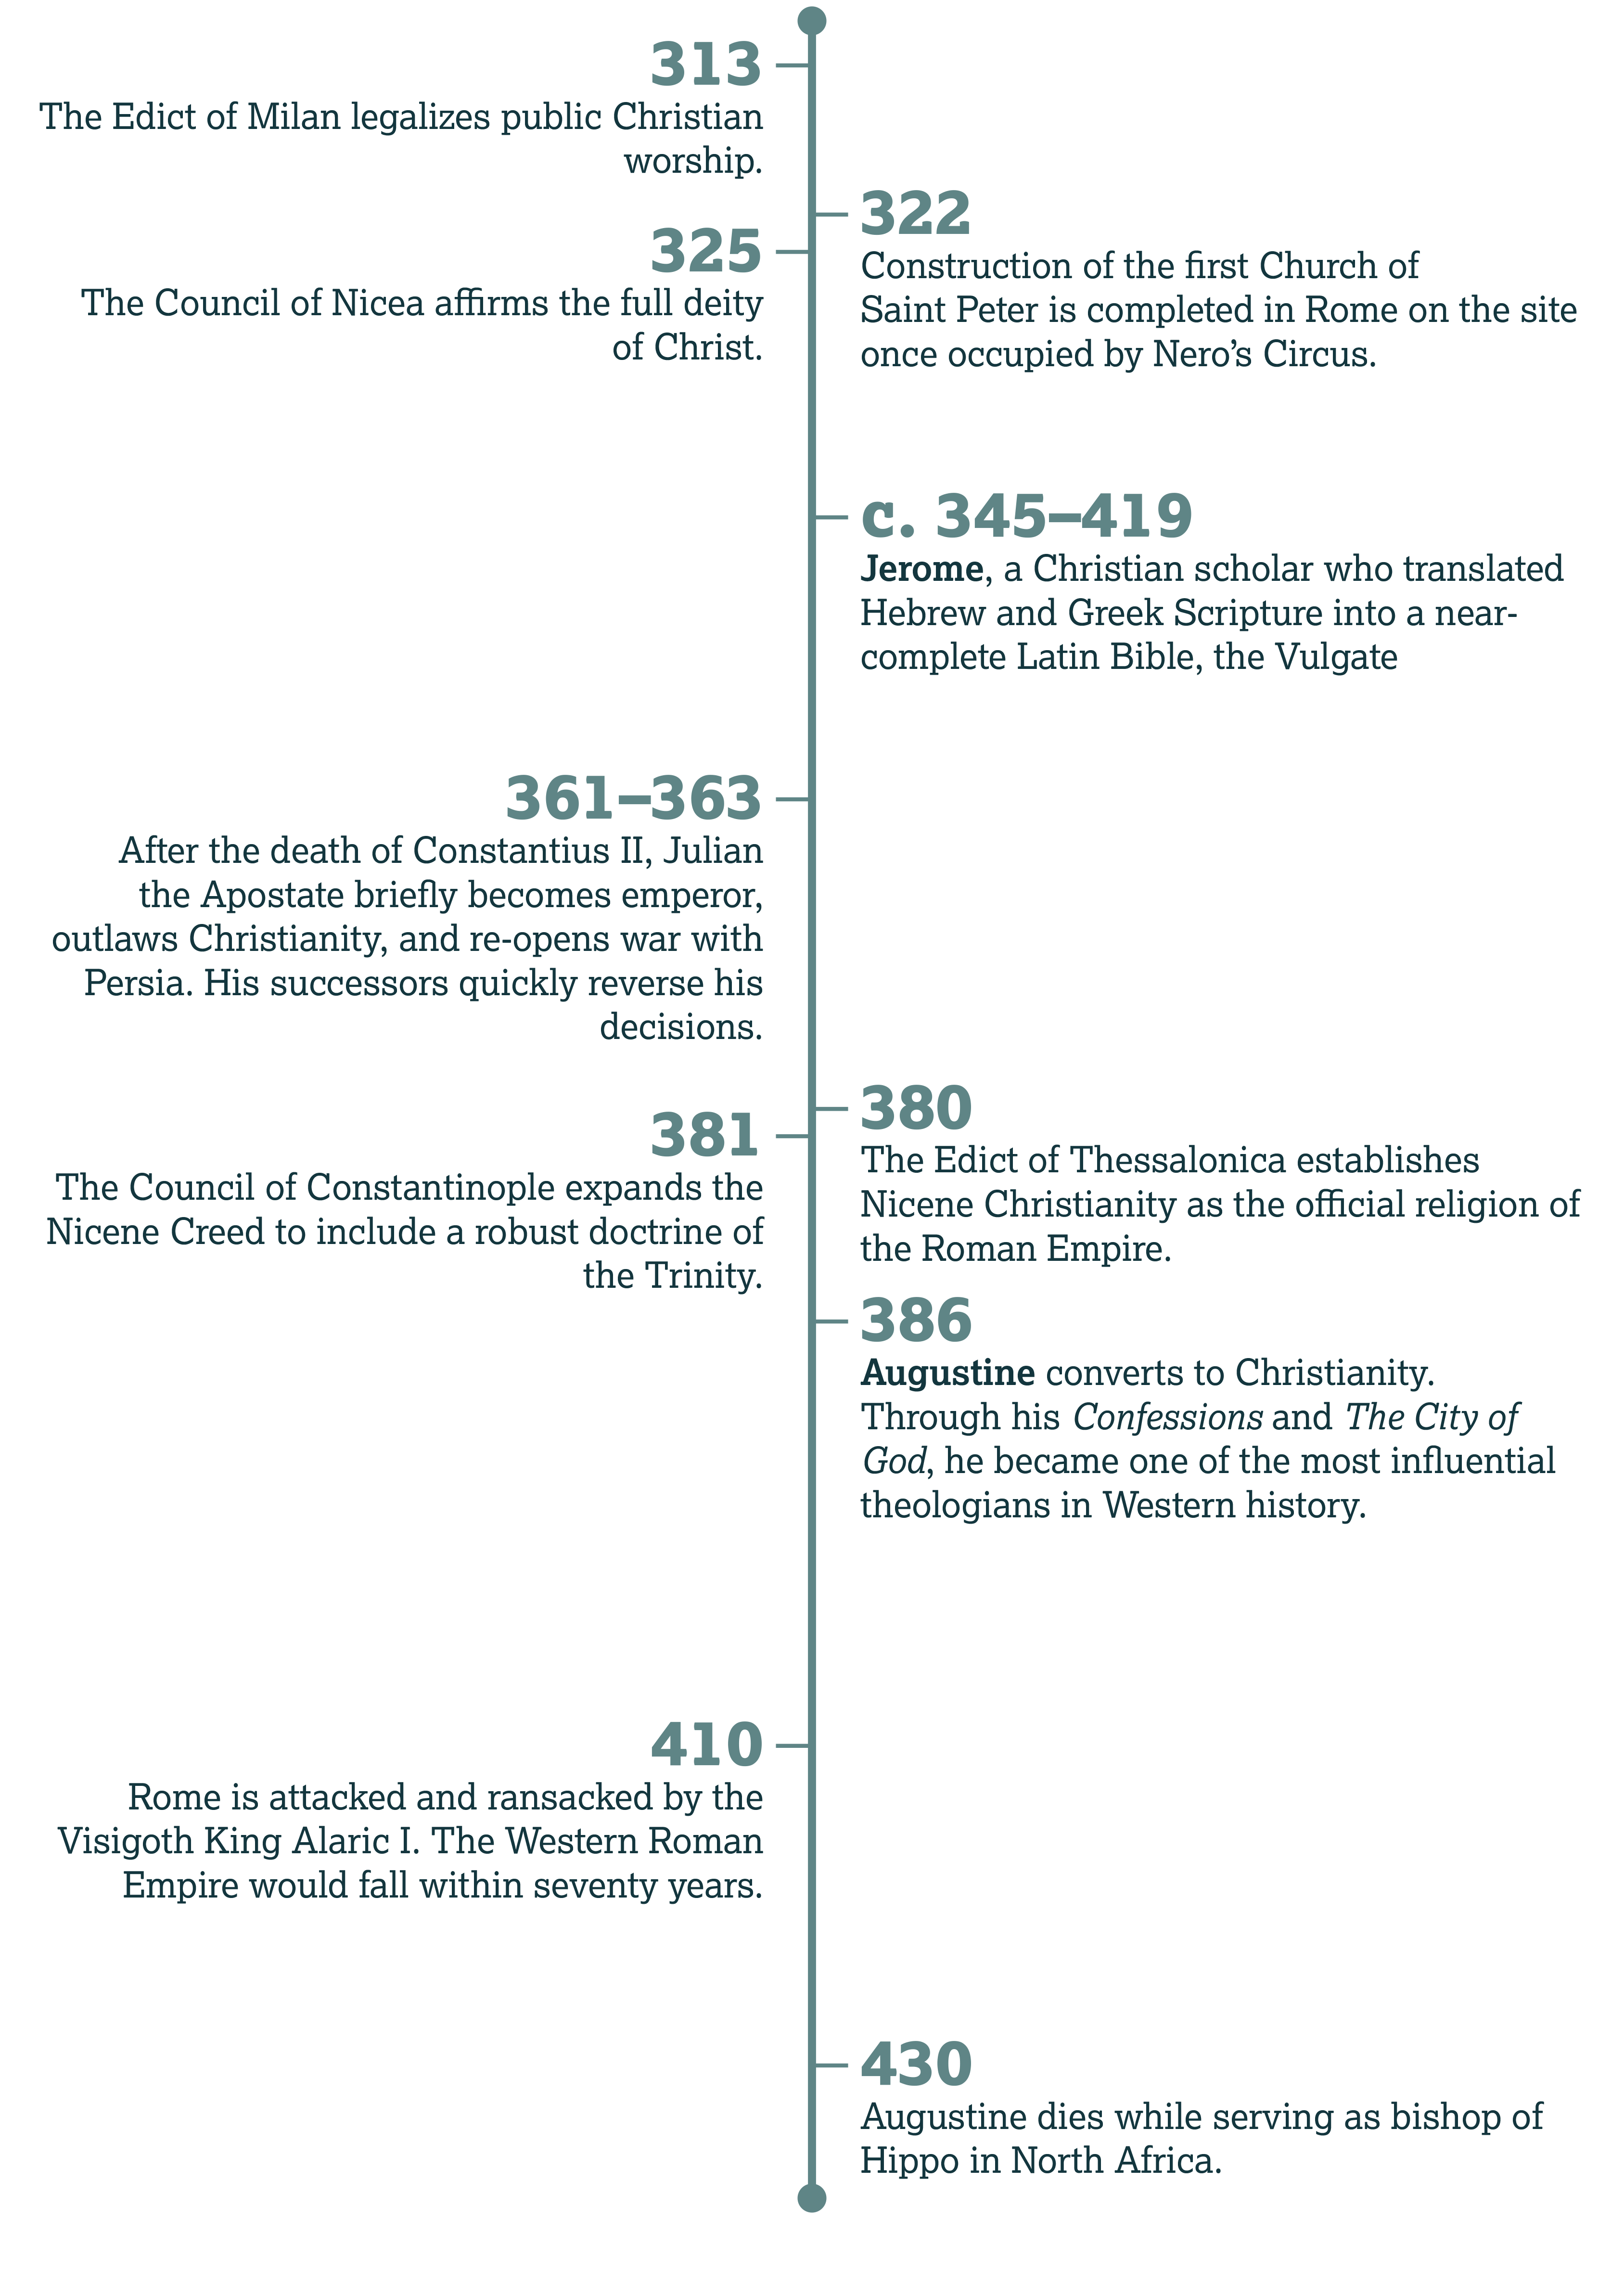 313
The Edict of Milan legalizes public Christian
worship.
322
Construction of the first Church of
Saint Peter is completed in Rome on the site
once occupied by Nero’s Circus.
325
The Council of Nicea affirms the full deity
of Christ.
c. 345–419
Jerome, a Christian scholar who translated
Hebrew and Greek Scripture into a near-
complete Latin Bible, the Vulgate
361–363
After the death of Constantius II, Julian
the Apostate briefly becomes emperor,
outlaws Christianity, and re-opens war with
Persia. His successors quickly reverse his
decisions.
380
The Edict of Thessalonica establishes
Nicene Christianity as the official religion of
the Roman Empire.
381
The Council of Constantinople expands the
Nicene Creed to include a robust doctrine of
the Trinity.
386
Augustine converts to Christianity.
Through his Confessions and The City of
God, he became one of the most influential
theologians in Western history.
410
Rome is attacked and ransacked by the
Visigoth King Alaric I. The Western Roman
Empire would fall within seventy years.
430
Augustine dies while serving as bishop of
Hippo in North Africa.